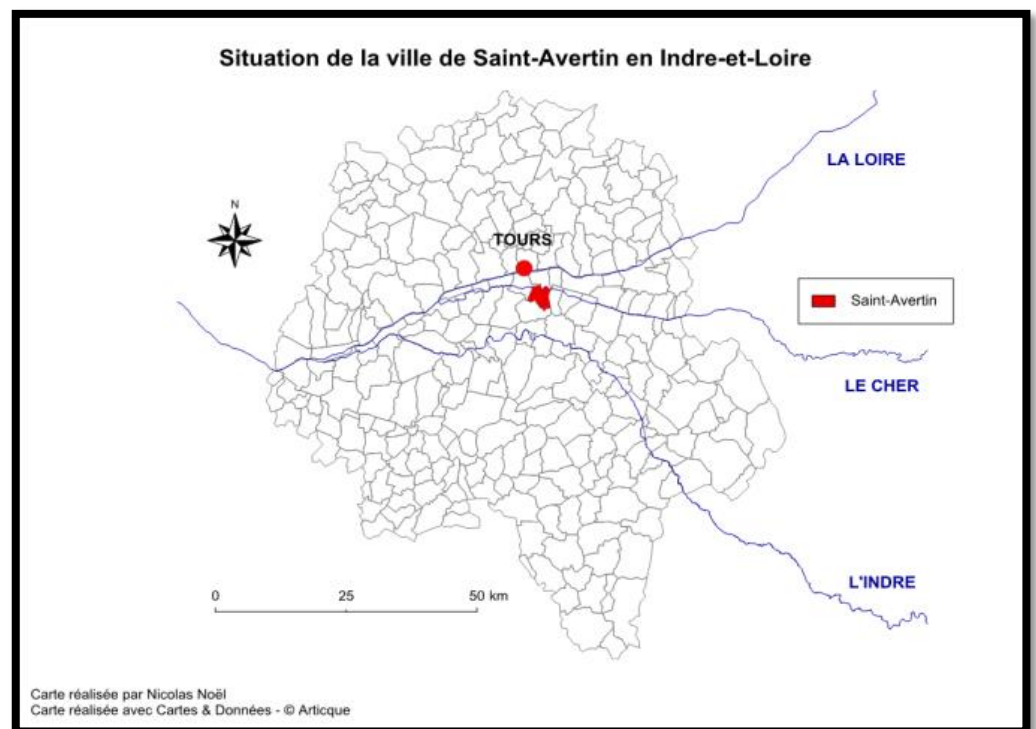 Situation de la ville de Saint-Avertin en Indre-et-Loire
LA LOIRE
N
TOURS
Saint-Avertin
LE CHER
L'INDRE
0 25 50 km
Carte réalisée par Nicolas Noël
Carte réalisée avec Cartes & Données - © Articque